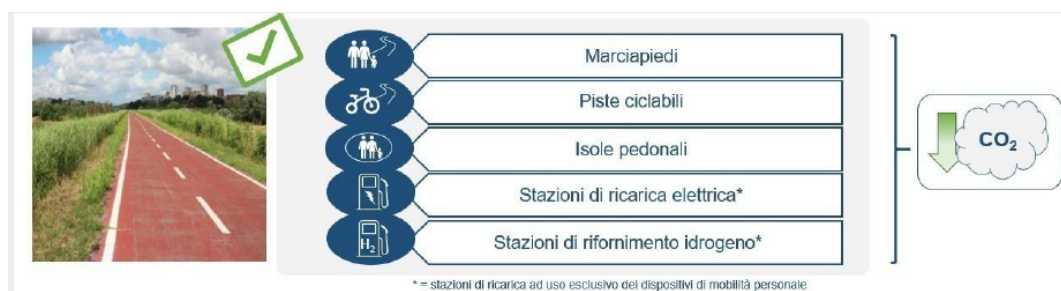 Marciapiedi
Piste ciclabili
Isole pedonali
Stazioni di ricarica elettrica*
H₂
Stazioni di rifornimento idrogeno*
CO₂
* = stazioni di ricarica ad uso esclusivo dei dispositivi di mobilità personale